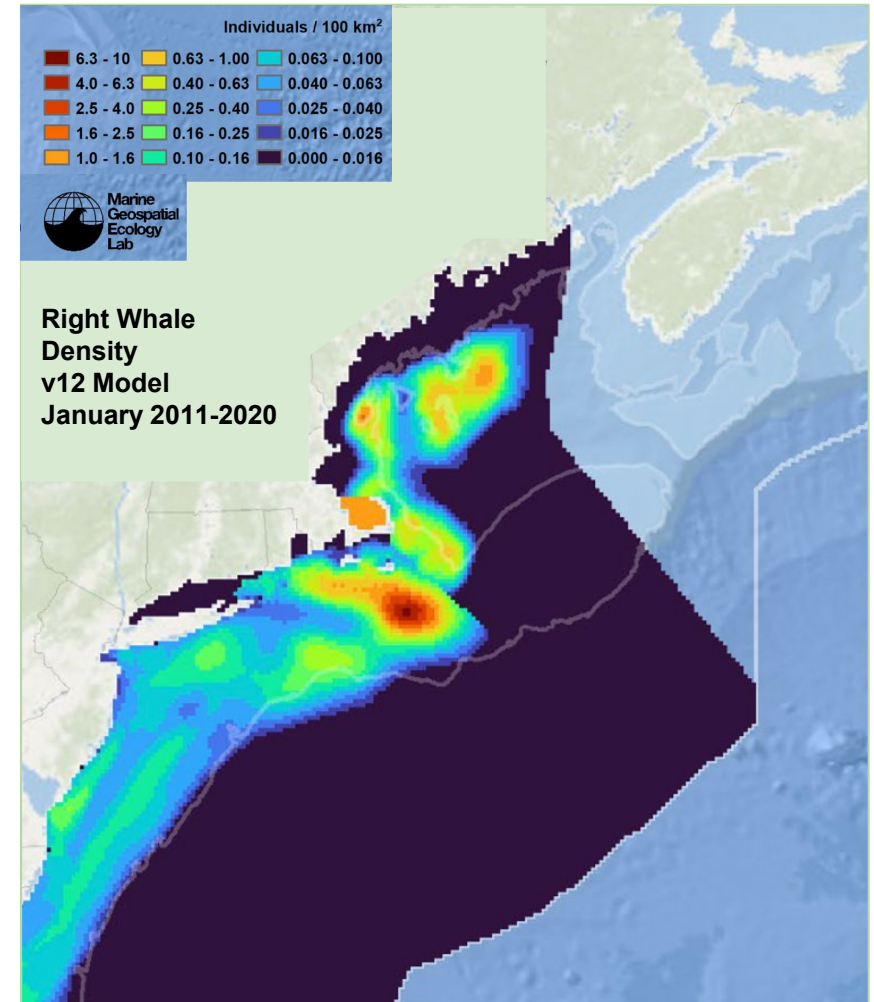 Individuals / 100 km²
6.3 - 10 0.63 - 1.00 0.063 - 0.100
4.0 - 6.3 0.40 - 0.63 0.040 - 0.063
2.5 - 4.0 0.25 - 0.40 0.025 - 0.040
1.6 - 2.5 0.16 - 0.25 0.016 - 0.025
1.0 - 1.6 0.10 - 0.16 0.000 - 0.016
Marine
Geospatial
Ecology
Lab
Right Whale
Density
v12 Model
January 2011-2020